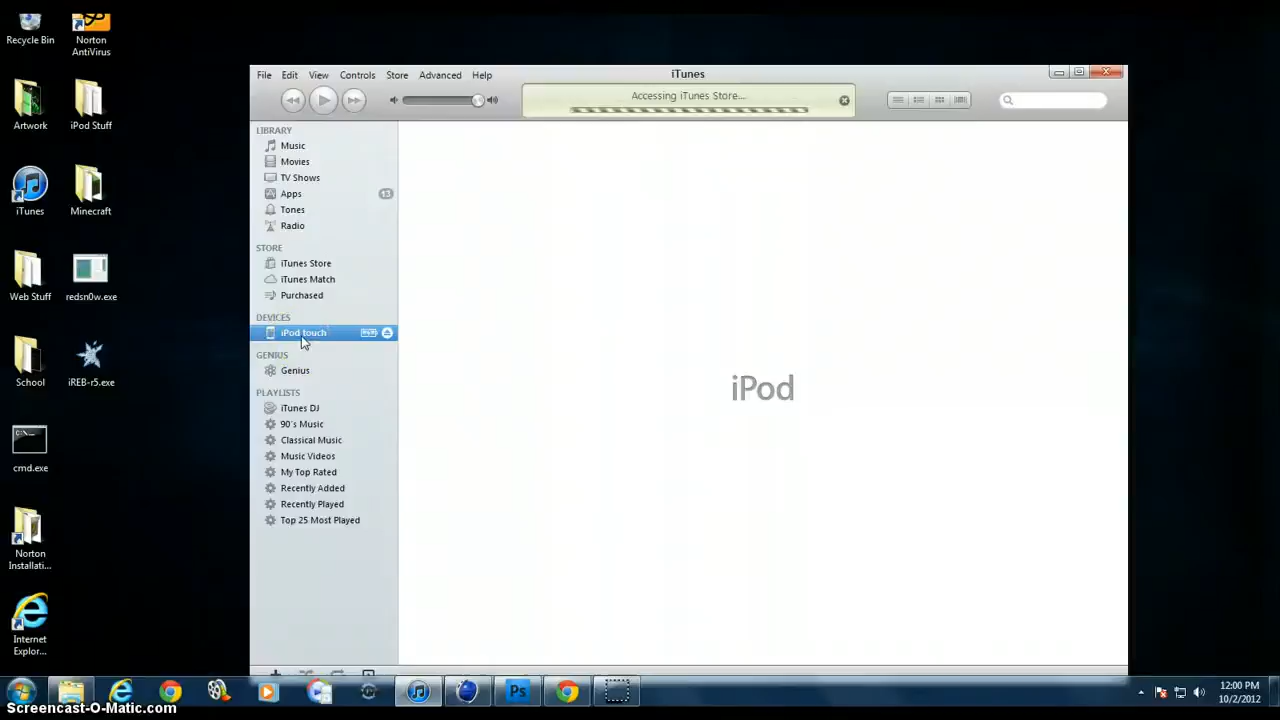 Recycle Bin
Norton
AntiVirus
Artwork
iPod Stuff
iTunes
Minecraft
Web Stuff
redsn0w.exe
School
iREB-r5.exe
cmd.exe
Norton
Installati...
Internet
Explor...
iTunes
File Edit View Controls Store Advanced Help
Accessing iTunes Store...
LIBRARY
Music
Movies
TV Shows
Apps 13
Tones
Radio
STORE
iTunes Store
iTunes Match
Purchased
DEVICES
iPod touch
GENIUS
Genius
PLAYLISTS
iTunes DJ
90's Music
Classical Music
Music Videos
My Top Rated
Recently Added
Recently Played
Top 25 Most Played
iPod
Ps
12:00 PM
10/2/2012
Screencast-O-Matic.com